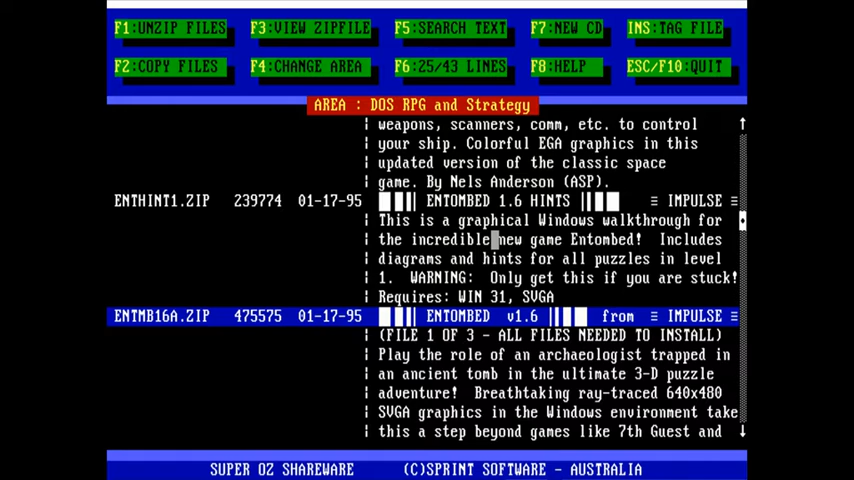 F1:UNZIP FILES F3:VIEW ZIPFILE F5:SEARCH TEXT F7:NEW CD INS:TAG FILE
F2:COPY FILES F4:CHANGE AREA F6:25/43 LINES F8:HELP ESC/F10:QUIT
AREA : DOS RPG and Strategy
weapons, scanners, comm, etc. to control
your ship. Colorful EGA graphics in this
updated version of the classic space
game. By Nels Anderson (ASP).
ENTHINT1.ZIP 239774 01-17-95 ENTOMBED 1.6 HINTS ≡ IMPULSE ≡
This is a graphical Windows walkthrough for
the incredible new game Entombed! Includes
diagrams and hints for all puzzles in level
1. WARNING: Only get this if you are stuck!
Requires: WIN 31, SVGA
ENTMB16A.ZIP 475575 01-17-95 ENTOMBED v1.6 from ≡ IMPULSE ≡
(FILE 1 OF 3 - ALL FILES NEEDED TO INSTALL)
Play the role of an archaeologist trapped in
an ancient tomb in the ultimate 3-D puzzle
adventure! Breathtaking ray-traced 640x480
SVGA graphics in the Windows environment take
this a step beyond games like 7th Guest and
SUPER OZ SHAREWARE (C)SPRINT SOFTWARE - AUSTRALIA